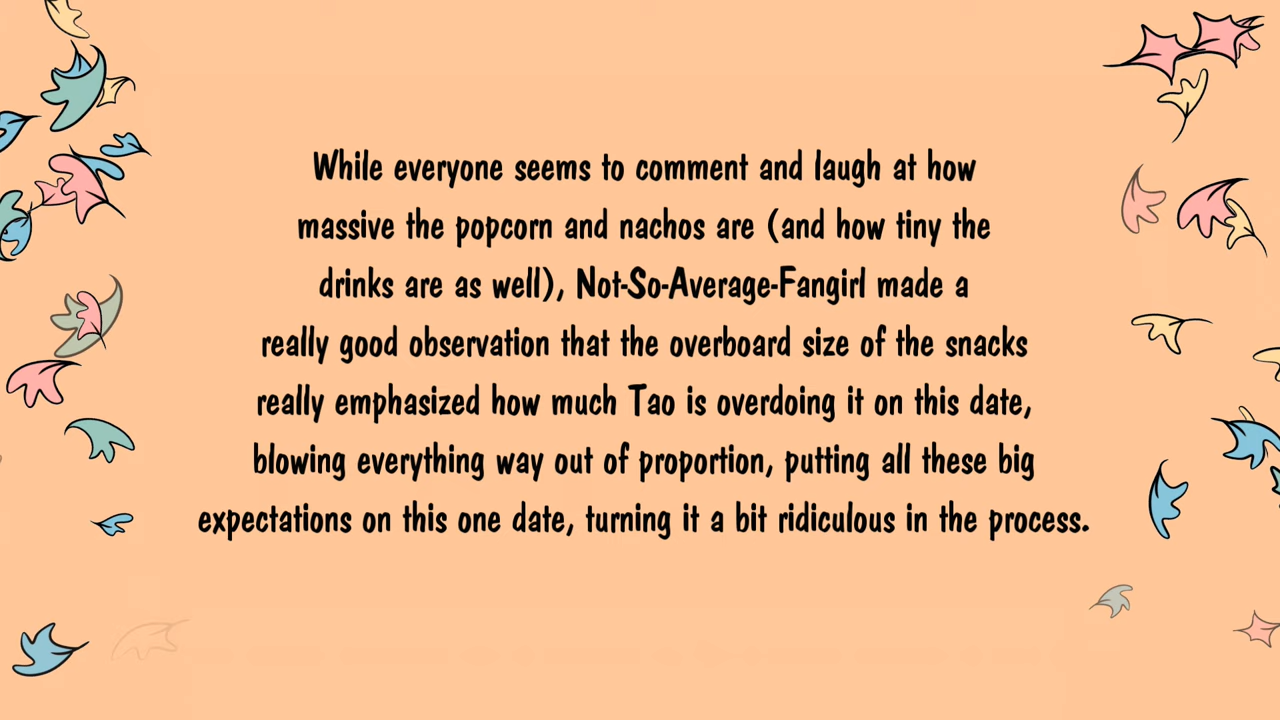 While everyone seems to comment and laugh at how
massive the popcorn and nachos are (and how tiny the
drinks are as well), Not-So-Average-Fangirl made a
really good observation that the overboard size of the snacks
really emphasized how much Tao is overdoing it on this date,
blowing everything way out of proportion, putting all these big
expectations on this one date, turning it a bit ridiculous in the process.